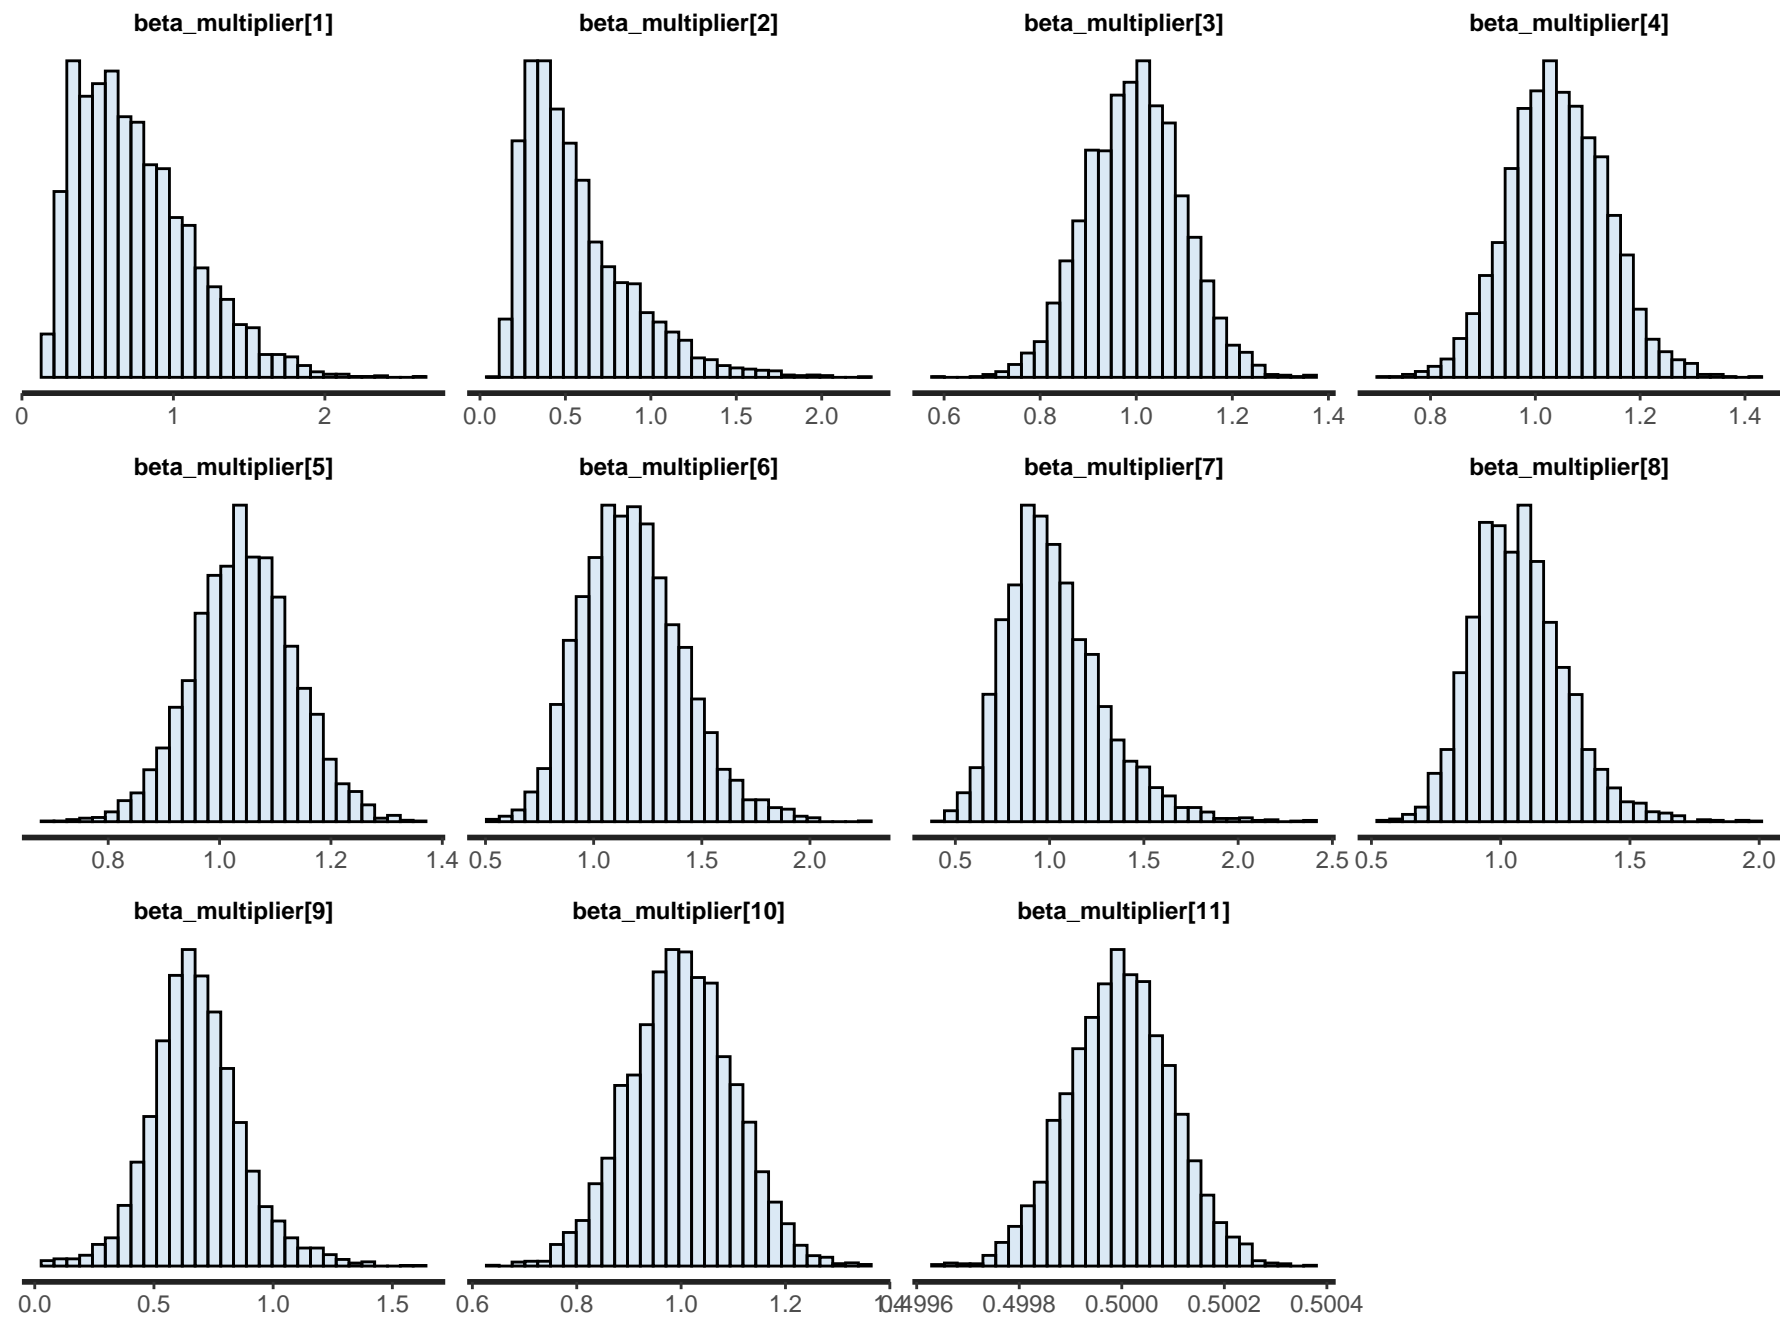 beta_multiplier[1] beta_multiplier[2] beta_multiplier[3] beta_multiplier[4]
0 1 2 0.0 0.5 1.0 1.5 2.0 0.6 0.8 1.0 1.2 1.4 0.8 1.0 1.2 1.4
beta_multiplier[5] beta_multiplier[6] beta_multiplier[7] beta_multiplier[8]
0.8 1.0 1.2 1.4 0.5 1.0 1.5 2.0 0.5 1.0 1.5 2.0 2.5 0.5 1.0 1.5 2.0
beta_multiplier[9] beta_multiplier[10] beta_multiplier[11]
0.0 0.5 1.0 1.5 0.6 0.8 1.0 1.2 1.4 0.4996 0.4998 0.5000 0.5002 0.5004